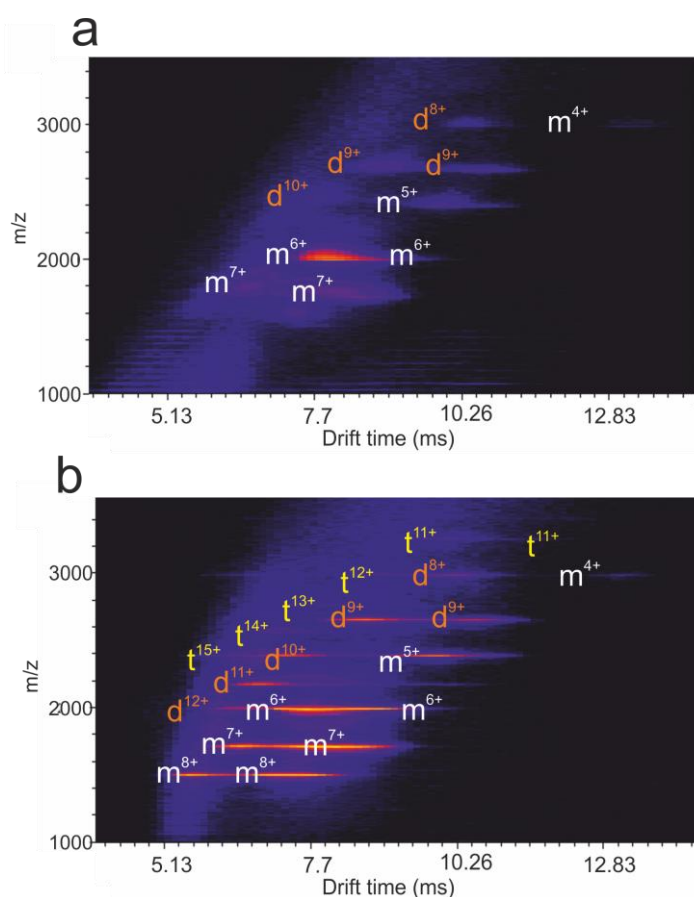 a
m/z
3000
2000
1000
d8+
m4+
d9+
d9+
d10+
m5+
m6+
m6+
m7+
m7+
5.13
7.7
10.26
12.83
Drift time (ms)
b
m/z
3000
2000
1000
t11+
t11+
t12+
d8+
m4+
t13+
d9+
d9+
t14+
t15+
d10+
m5+
d11+
d12+
m6+
m6+
m7+
m7+
m8+
m8+
5.13
7.7
10.26
12.83
Drift time (ms)